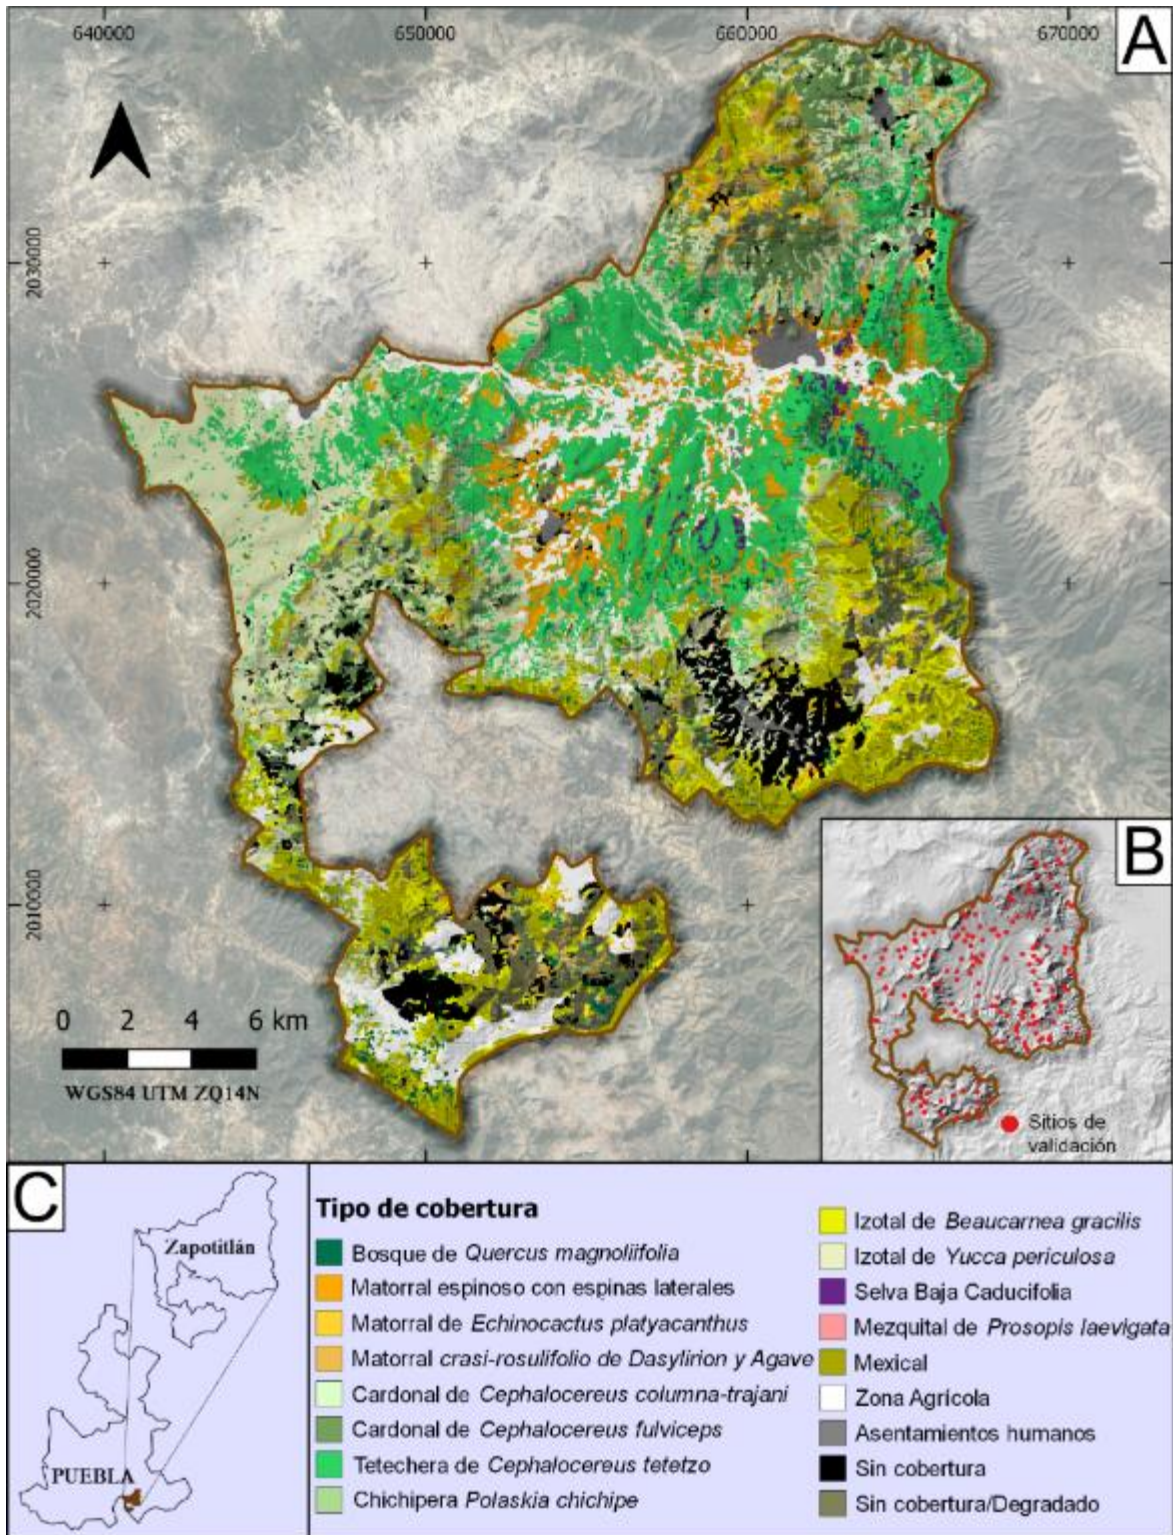 640000
650000
660000
670000
A
2030000
2020000
2010000
0 2 4 6 km
WGS84 UTM ZQ14N
B
Sitios de
validación
C
Zapotitlán
PUEBLA
Tipo de cobertura
Bosque de Quercus magnoliifolia
Matorral espinoso con espinas laterales
Matorral de Echinocactus platyacanthus
Matorral crasi-rosulifolio de Dasylirion y Agave
Cardonal de Cephalocereus columna-trajani
Cardonal de Cephalocereus fulviceps
Tetechera de Cephalocereus tetetzo
Chichipera Polaskia chichipe
Izotal de Beaucarnea gracilis
Izotal de Yucca periculosa
Selva Baja Caducifolia
Mezquital de Prosopis laevigata
Mexical
Zona Agrícola
Asentamientos humanos
Sin cobertura
Sin cobertura/Degradado